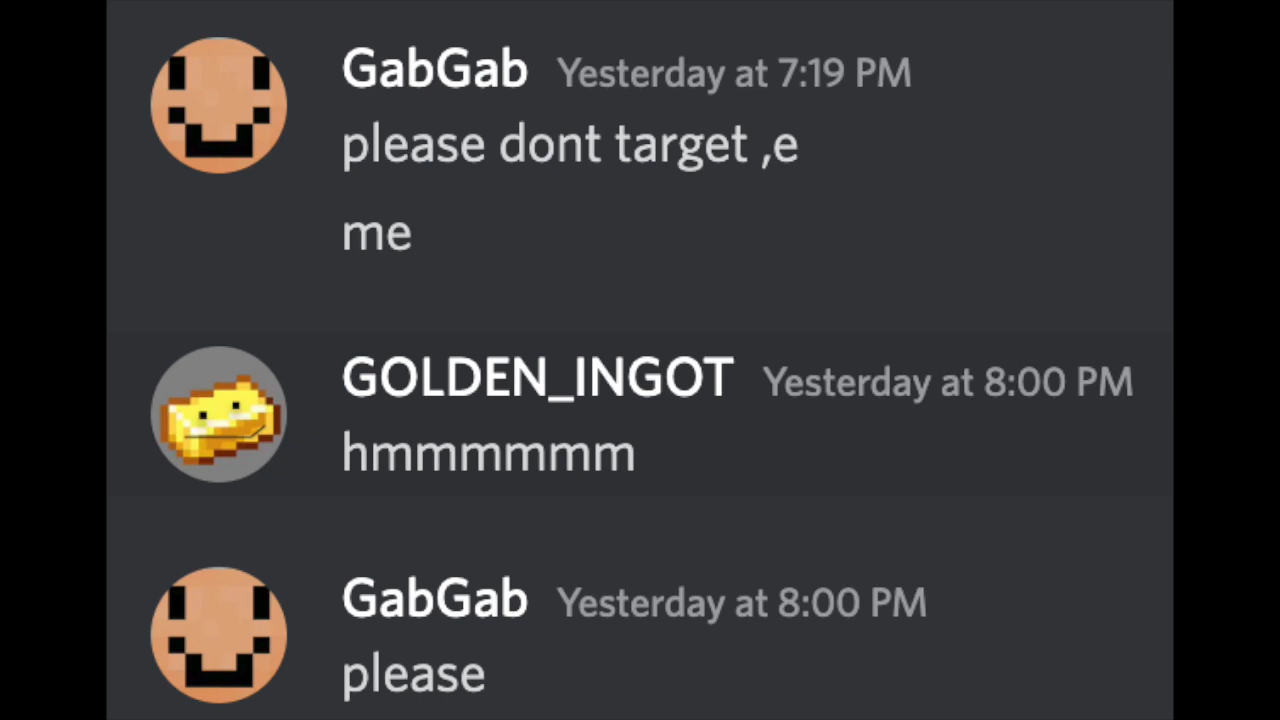 GabGab Yesterday at 7:19 PM
please dont target ,e
me
GOLDEN_INGOT Yesterday at 8:00 PM
hmmmmmm
GabGab Yesterday at 8:00 PM
please